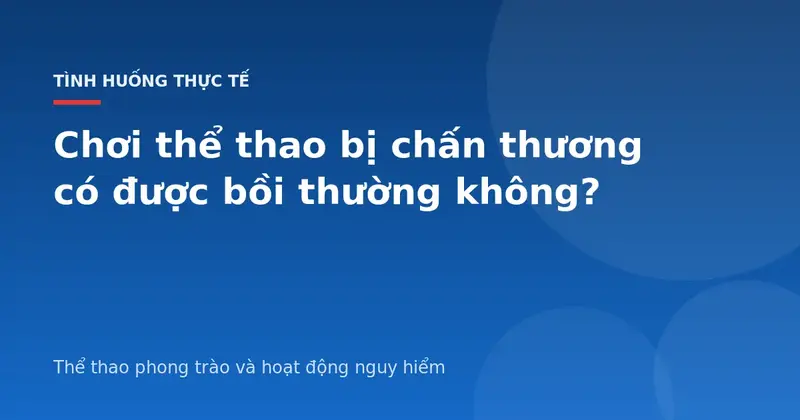 TÌNH HUỐNG THỰC TẾ
Chơi thể thao bị chấn thương
có được bồi thường không?
Thể thao phong trào và hoạt động nguy hiểm